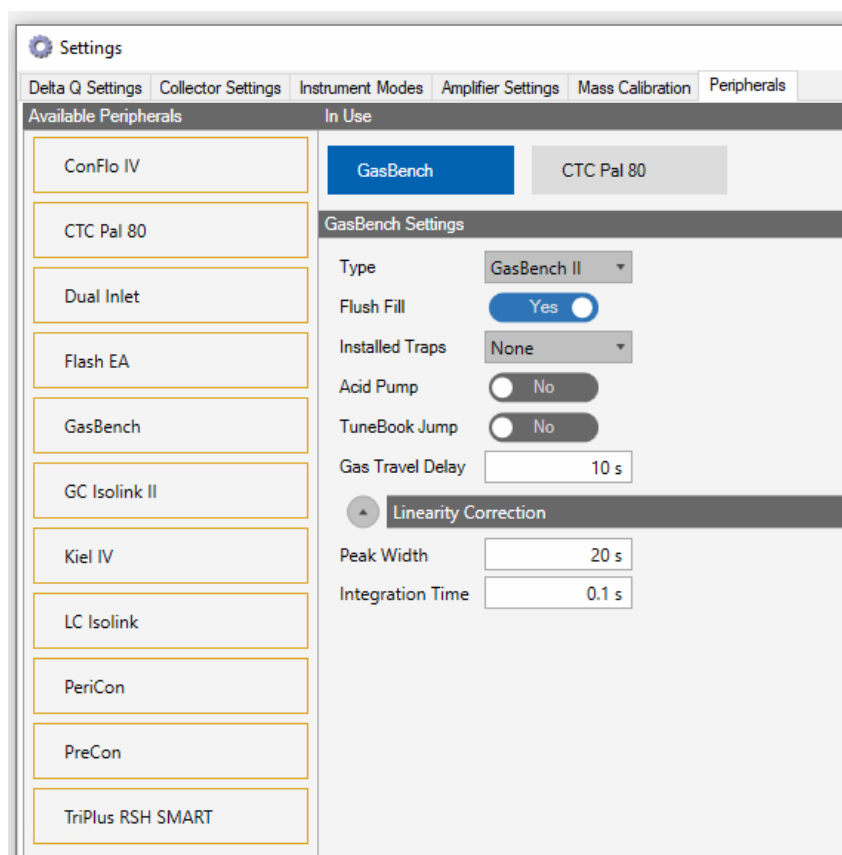 Settings
Delta Q Settings Collector Settings Instrument Modes Amplifier Settings Mass Calibration Peripherals
Available Peripherals
ConFlo IV
CTC Pal 80
Dual Inlet
Flash EA
GasBench
GC Isolink II
Kiel IV
LC Isolink
PeriCon
PreCon
TriPlus RSH SMART
In Use
GasBench CTC Pal 80
GasBench Settings
Type GasBench II
Flush Fill Yes
Installed Traps None
Acid Pump No
TuneBook Jump No
Gas Travel Delay 10 s
Linearity Correction
Peak Width 20 s
Integration Time 0.1 s